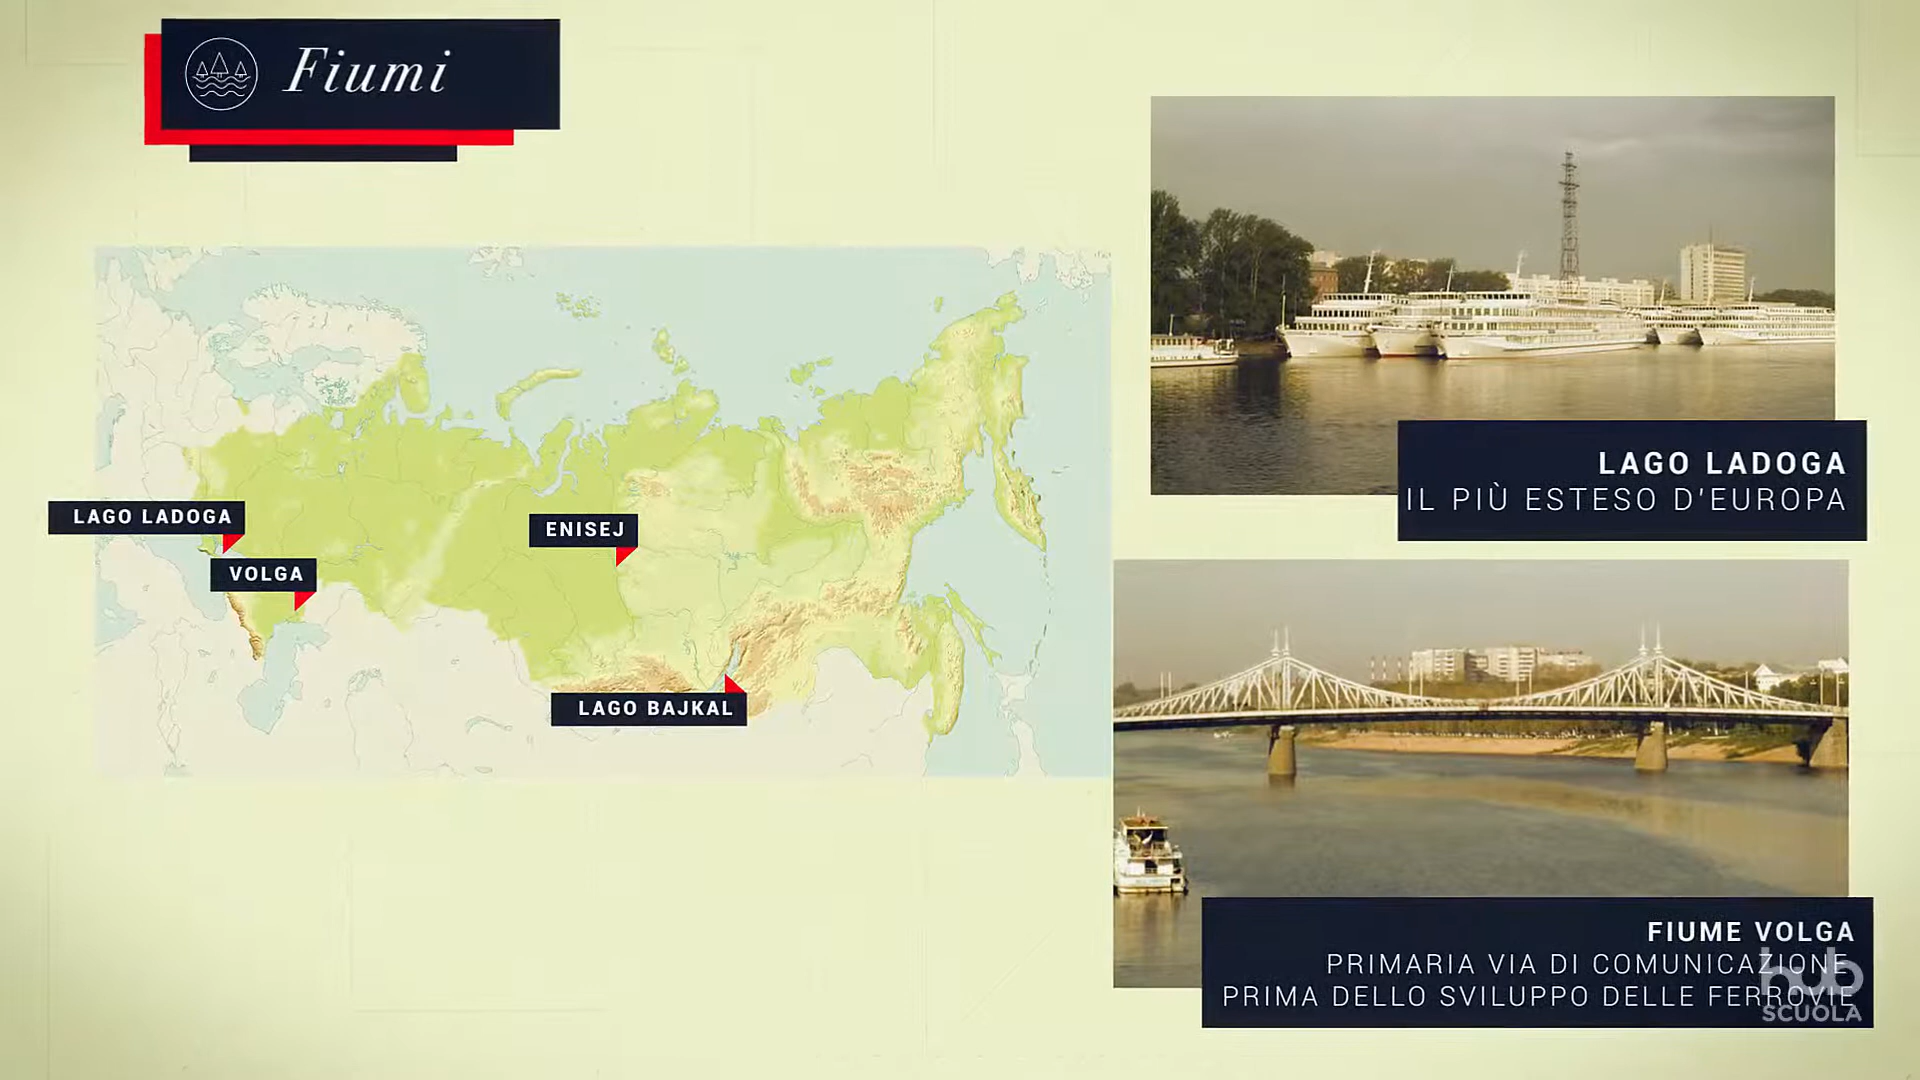 Fiumi
LAGO LADOGA
VOLGA
ENISEJ
LAGO BAJKAL
LAGO LADOGA
IL PIÙ ESTESO D'EUROPA
FIUME VOLGA
PRIMARIA VIA DI COMUNICAZIONE
PRIMA DELLO SVILUPPO DELLE FERROVIE
hub
SCUOLA